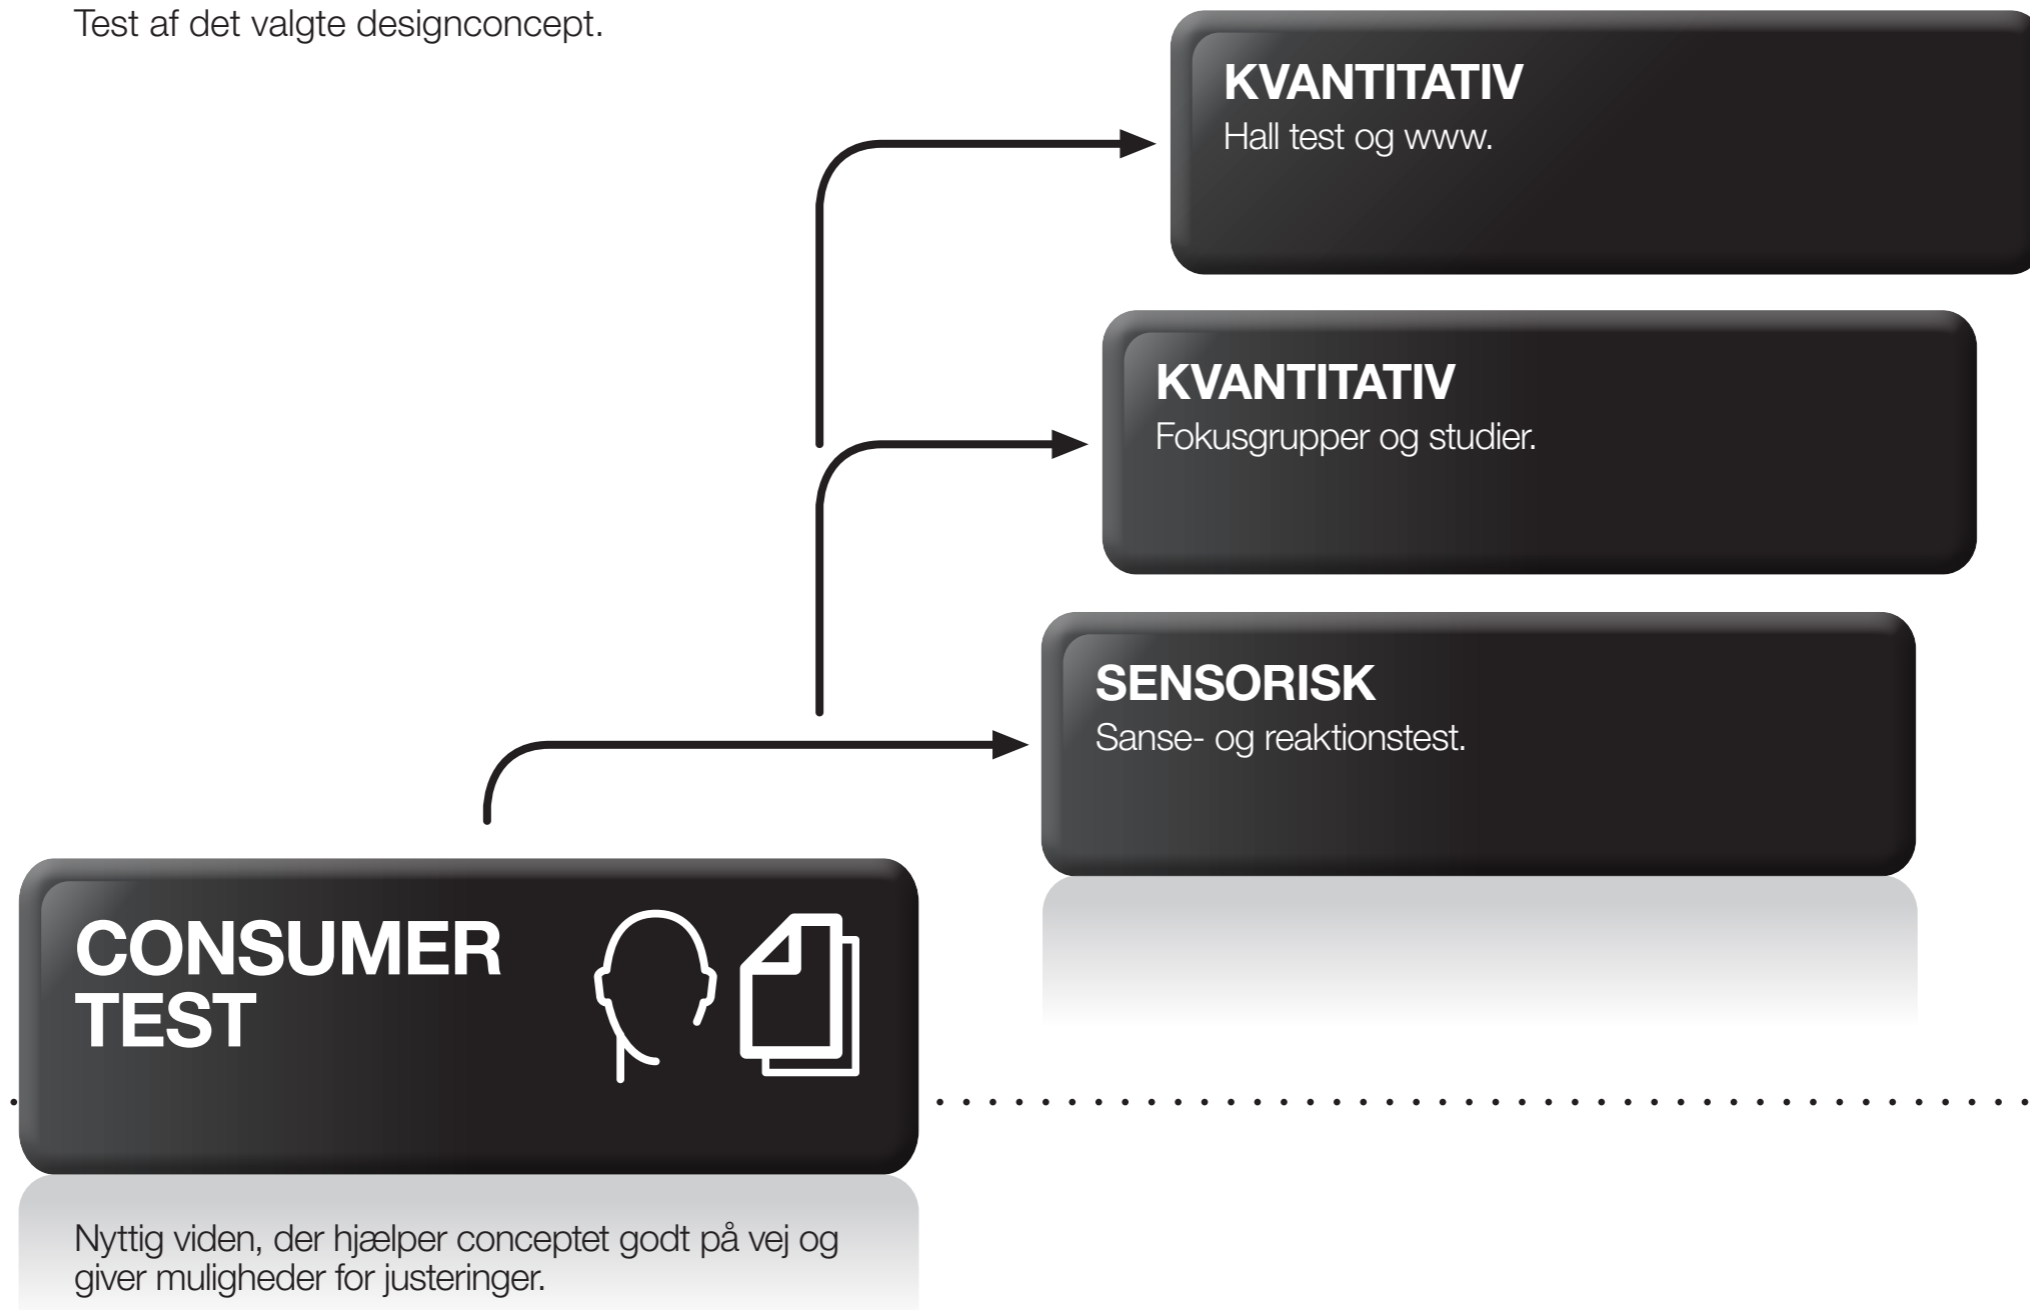 Test af det valgte designconcept.
KVANTITATIV
Hall test og www.
KVANTITATIV
Fokusgrupper og studier.
SENSORISK
Sanse- og reaktionstest.
CONSUMER
TEST
Nyttig viden, der hjælper conceptet godt på vej og
giver muligheder for justeringer.